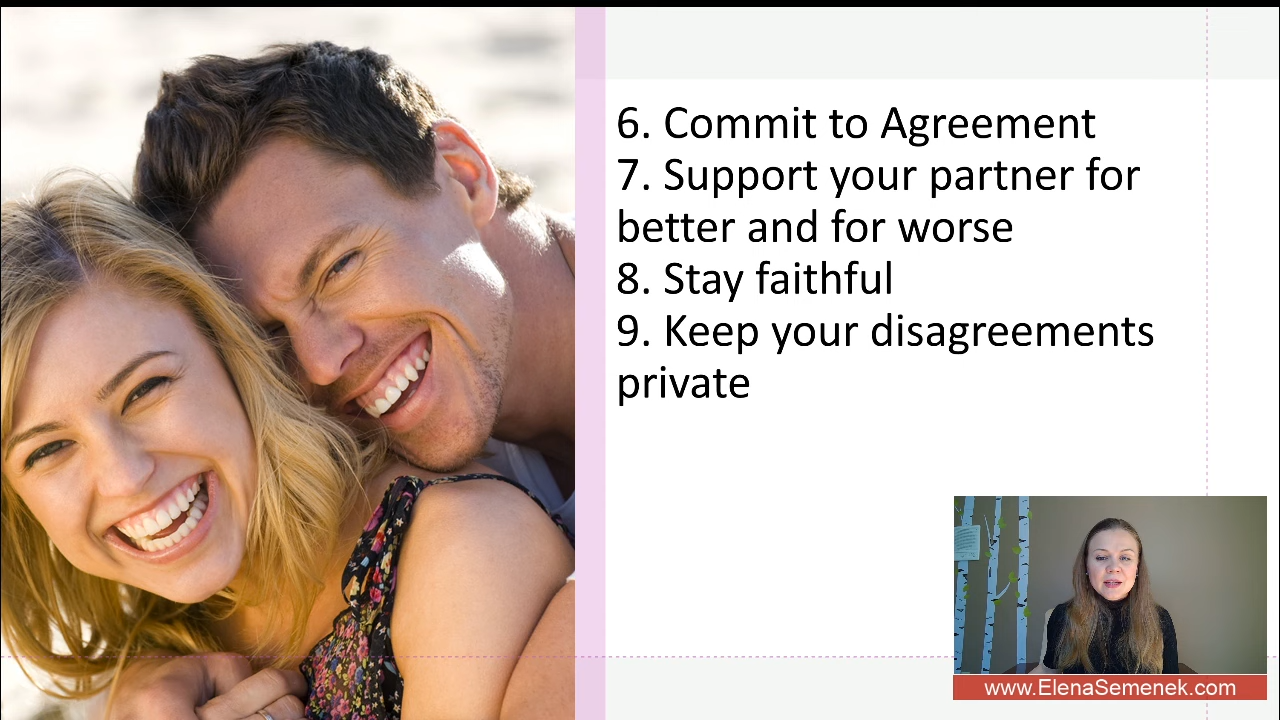 6. Commit to Agreement
7. Support your partner for
better and for worse
8. Stay faithful
9. Keep your disagreements
private
www.ElenaSemenek.com